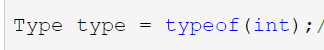 Type type = typeof(int);/